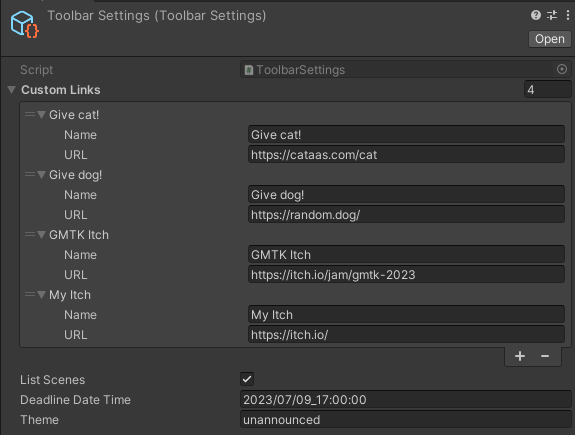 Toolbar Settings (Toolbar Settings)
Open
Script ToolbarSettings
Custom Links 4
Give cat!
Name Give cat!
URL https://cataas.com/cat
Give dog!
Name Give dog!
URL https://random.dog/
GMTK Itch
Name GMTK Itch
URL https://itch.io/jam/gmtk-2023
My Itch
Name My Itch
URL https://itch.io/
List Scenes
Deadline Date Time 2023/07/09_17:00:00
Theme unannounced